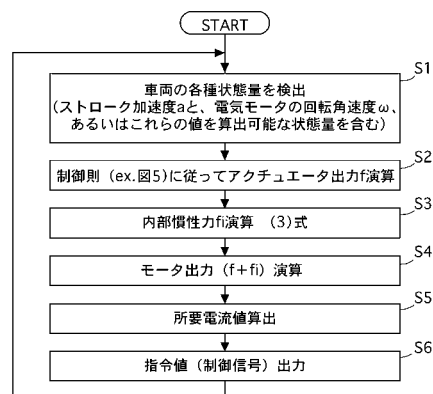 START
S1
車両の各種状態量を検出
(ストローク加速度aと、電気モータの回転角速度ω、
あるいはこれらの値を算出可能な状態量を含む)
S2
制御則(ex.図5)に従ってアクチュエータ出力f演算
S3
内部慣性力fi演算 (3)式
S4
モータ出力(f+fi)演算
S5
所要電流値算出
S6
指令値(制御信号)出力